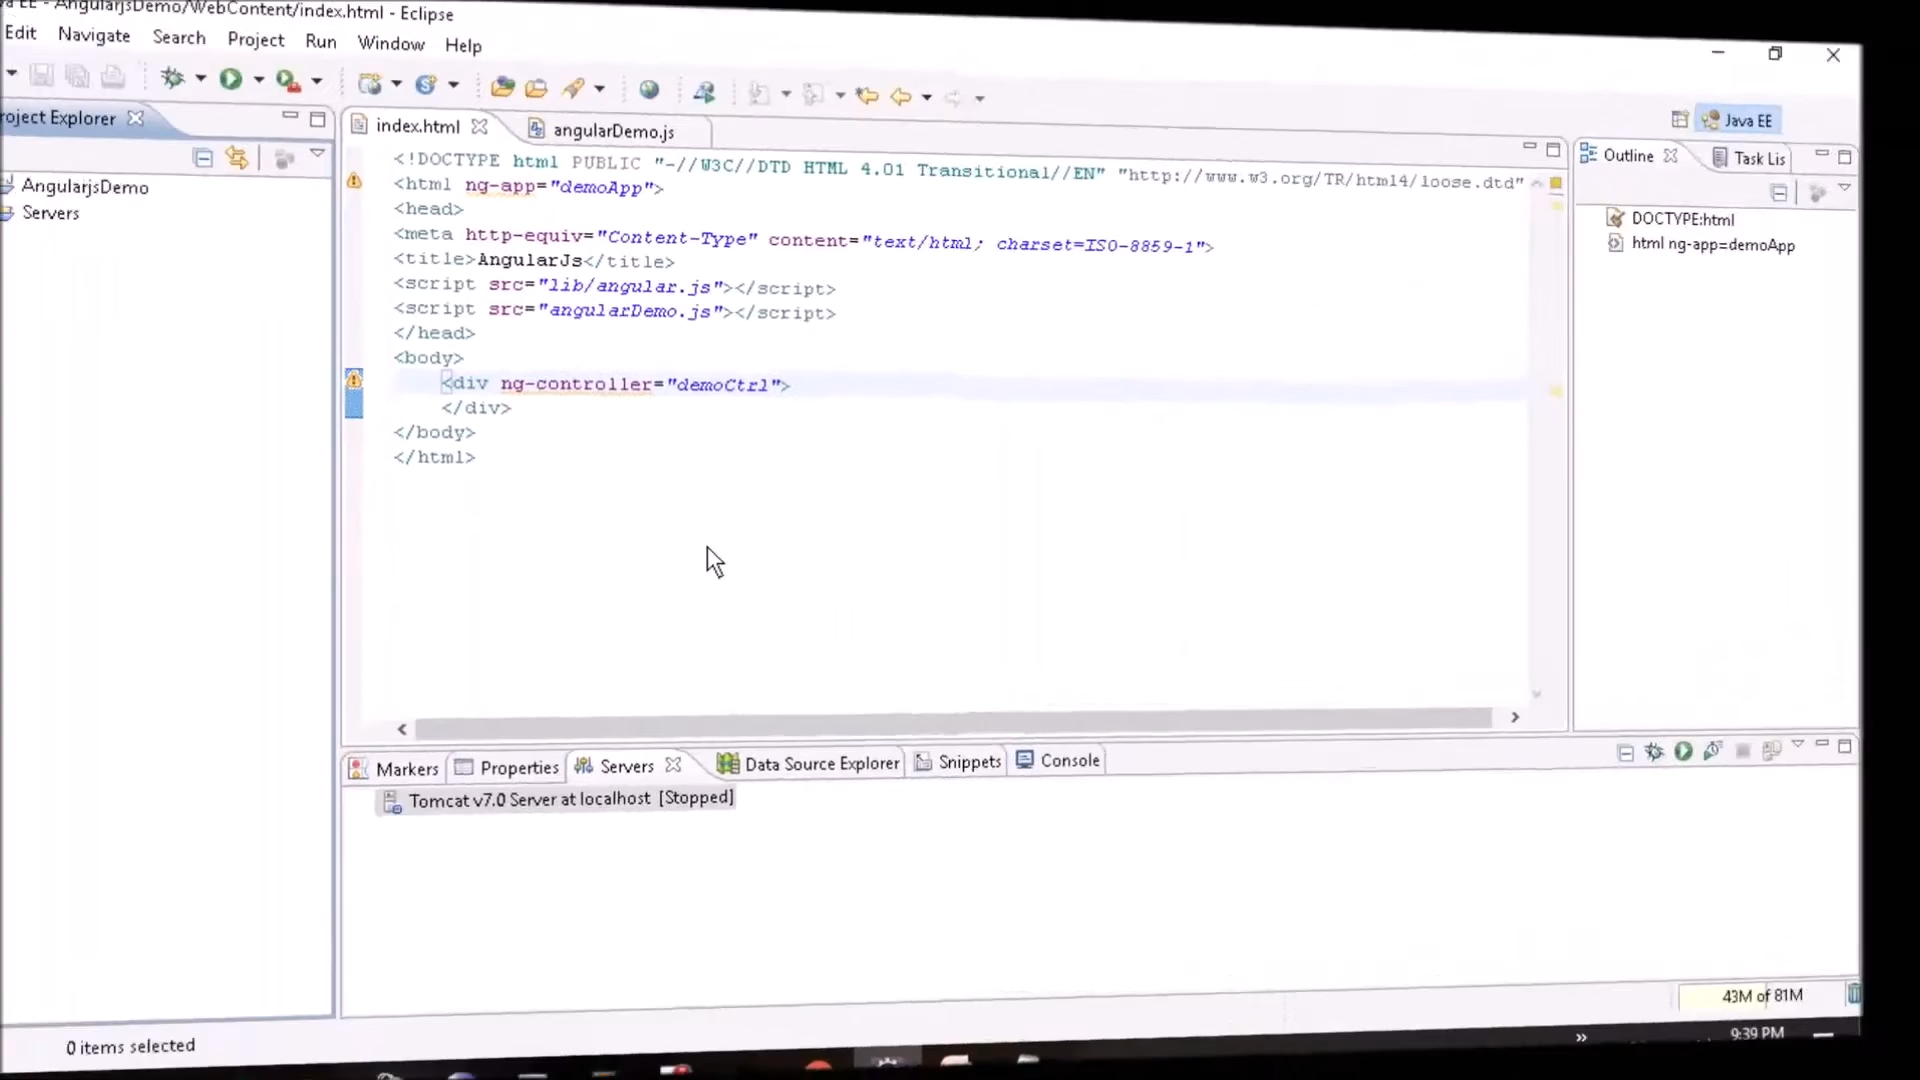 EE - AngularjsDemo/WebContent/index.html - Eclipse
Edit Navigate Search Project Run Window Help
Project Explorer
index.html
angularDemo.js
Java EE
AngularjsDemo
Servers
<!DOCTYPE html PUBLIC "-//W3C//DTD HTML 4.01 Transitional//EN" "http://www.w3.org/TR/html4/loose.dtd"
<html ng-app="demoApp">
<head>
<meta http-equiv="Content-Type" content="text/html; charset=ISO-8859-1">
<title>AngularJs</title>
<script src="lib/angular.js"></script>
<script src="angularDemo.js"></script>
</head>
<body>
<div ng-controller="demoCtrl">
</div>
</body>
</html>
Outline
Task Lis
DOCTYPE:html
html ng-app=demoApp
Markers
Properties
Servers
Data Source Explorer
Snippets
Console
Tomcat v7.0 Server at localhost [Stopped]
43M of 81M
0 items selected
9:39 PM